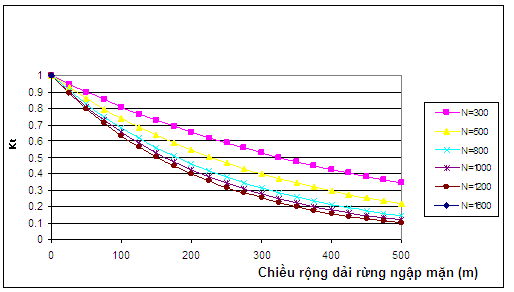 Kt
1
0.9
0.8
0.7
0.6
0.5
0.4
0.3
0.2
0.1
0
0 100 200 300 400 500
Chiều rộng dải rừng ngập mặn (m)
N=300
N=500
N=800
N=1000
N=1200
N=1500